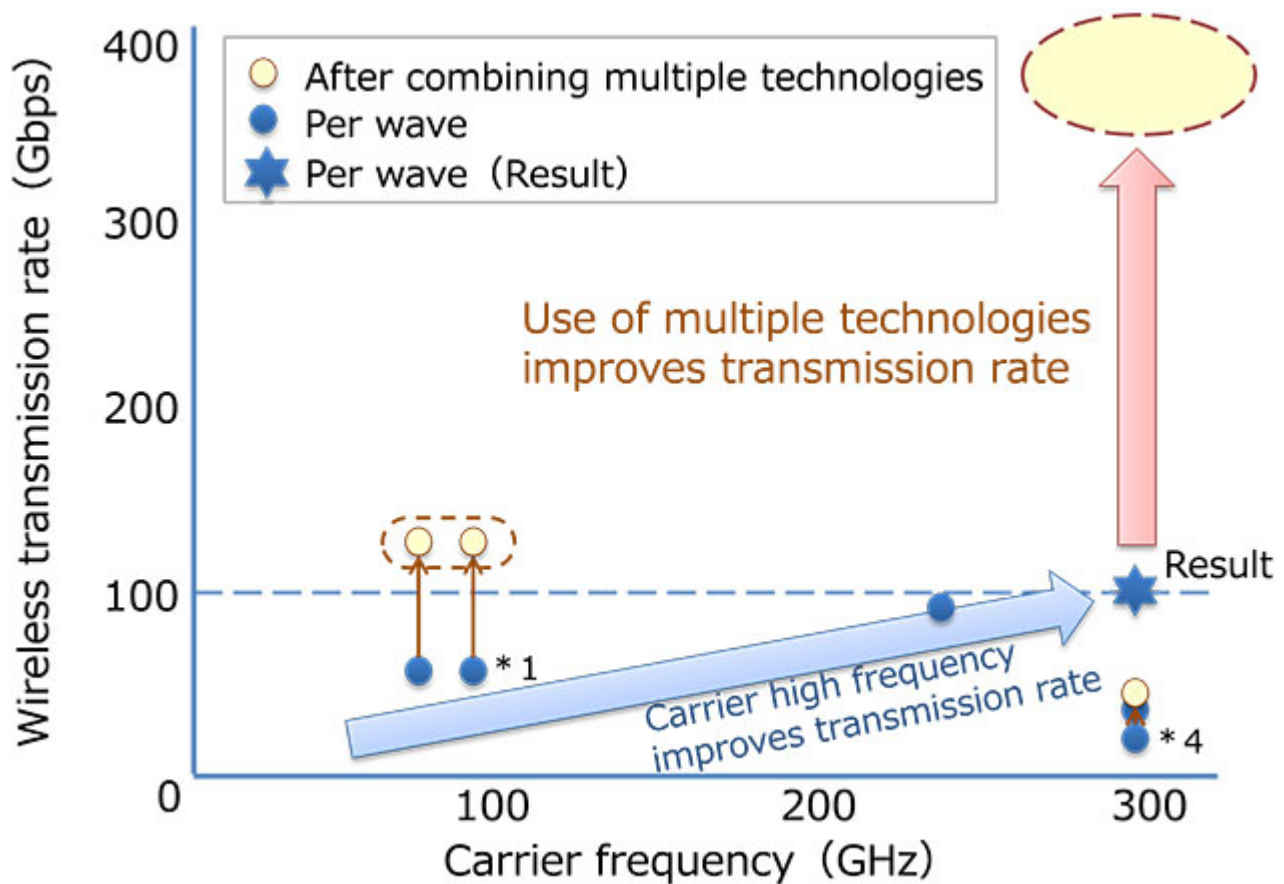 Wireless transmission rate (Gbps)
400
300
200
100
0
After combining multiple technologies
Per wave
Per wave (Result)
Use of multiple technologies
improves transmission rate
Result
* 1
Carrier high frequency
improves transmission rate
* 4
100
200
300
Carrier frequency (GHz)